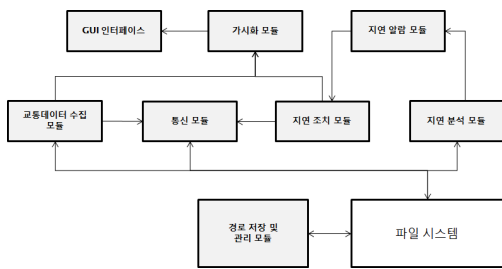 GUI 인터페이스
가시화 모듈
지연 알람 모듈
교통데이터 수집
모듈
통신 모듈
지연 조치 모듈
지연 분석 모듈
경로 저장 및
관리 모듈
파일 시스템